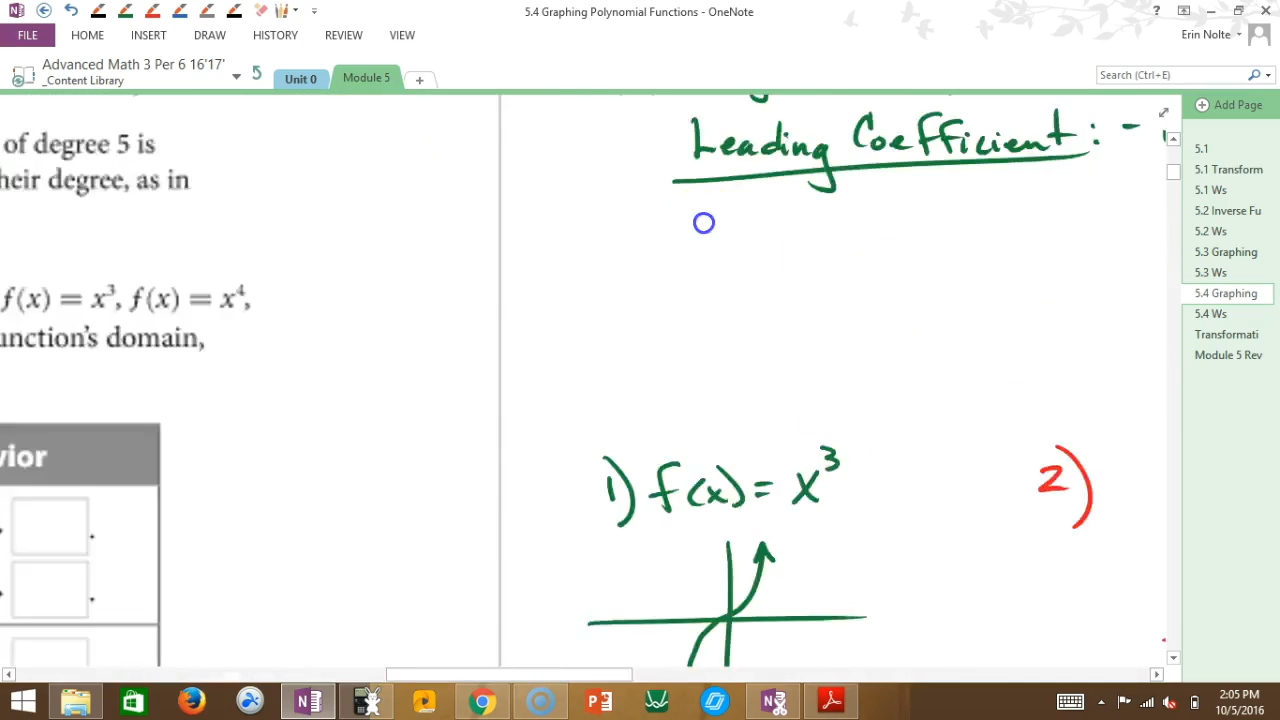 5.4 Graphing Polynomial Functions - OneNote
?
FILE HOME INSERT DRAW HISTORY REVIEW VIEW
Erin Nolte
Advanced Math 3 Per 6 16'17'
_Content Library
Unit 0
Module 5
Search (Ctrl+E)
Add Page
5.1
5.1 Transform
5.1 Ws
5.2 Inverse Fu
5.2 Ws
5.3 Graphing
5.3 Ws
5.4 Graphing
5.4 Ws
Transformati
Module 5 Rev
of degree 5 is
heir degree, as in
f(x) = x³, f(x) = x⁴,
unction's domain,
vior
Leading Coefficient: -
1) f(x) = x³
2)
2:05 PM
10/5/2016